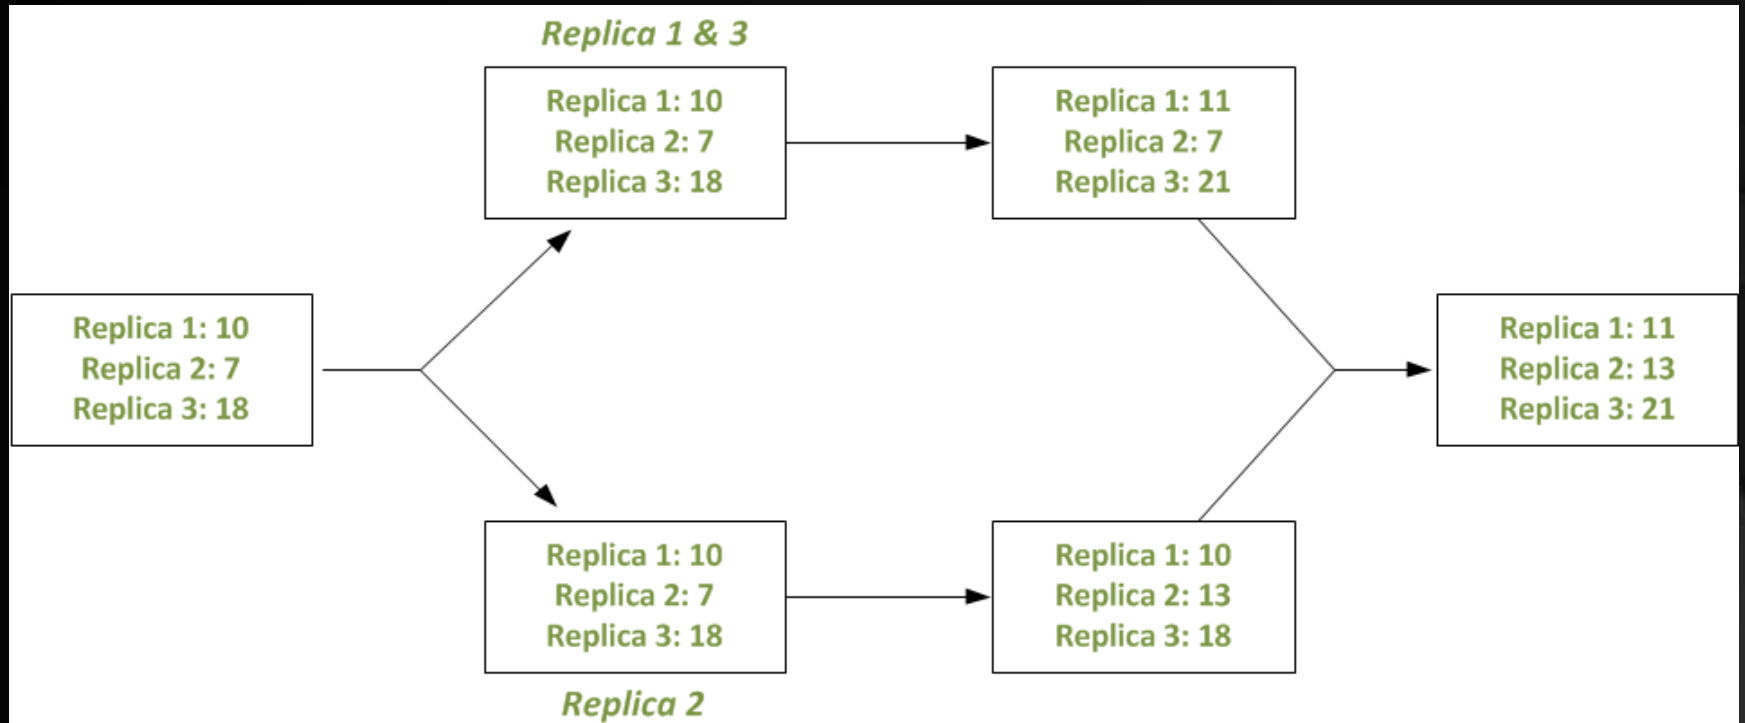 Replica 1 & 3
Replica 1: 10
Replica 2: 7
Replica 3: 18
Replica 1: 11
Replica 2: 7
Replica 3: 21
Replica 1: 10
Replica 2: 7
Replica 3: 18
Replica 1: 11
Replica 2: 13
Replica 3: 21
Replica 1: 10
Replica 2: 7
Replica 3: 18
Replica 1: 10
Replica 2: 13
Replica 3: 18
Replica 2